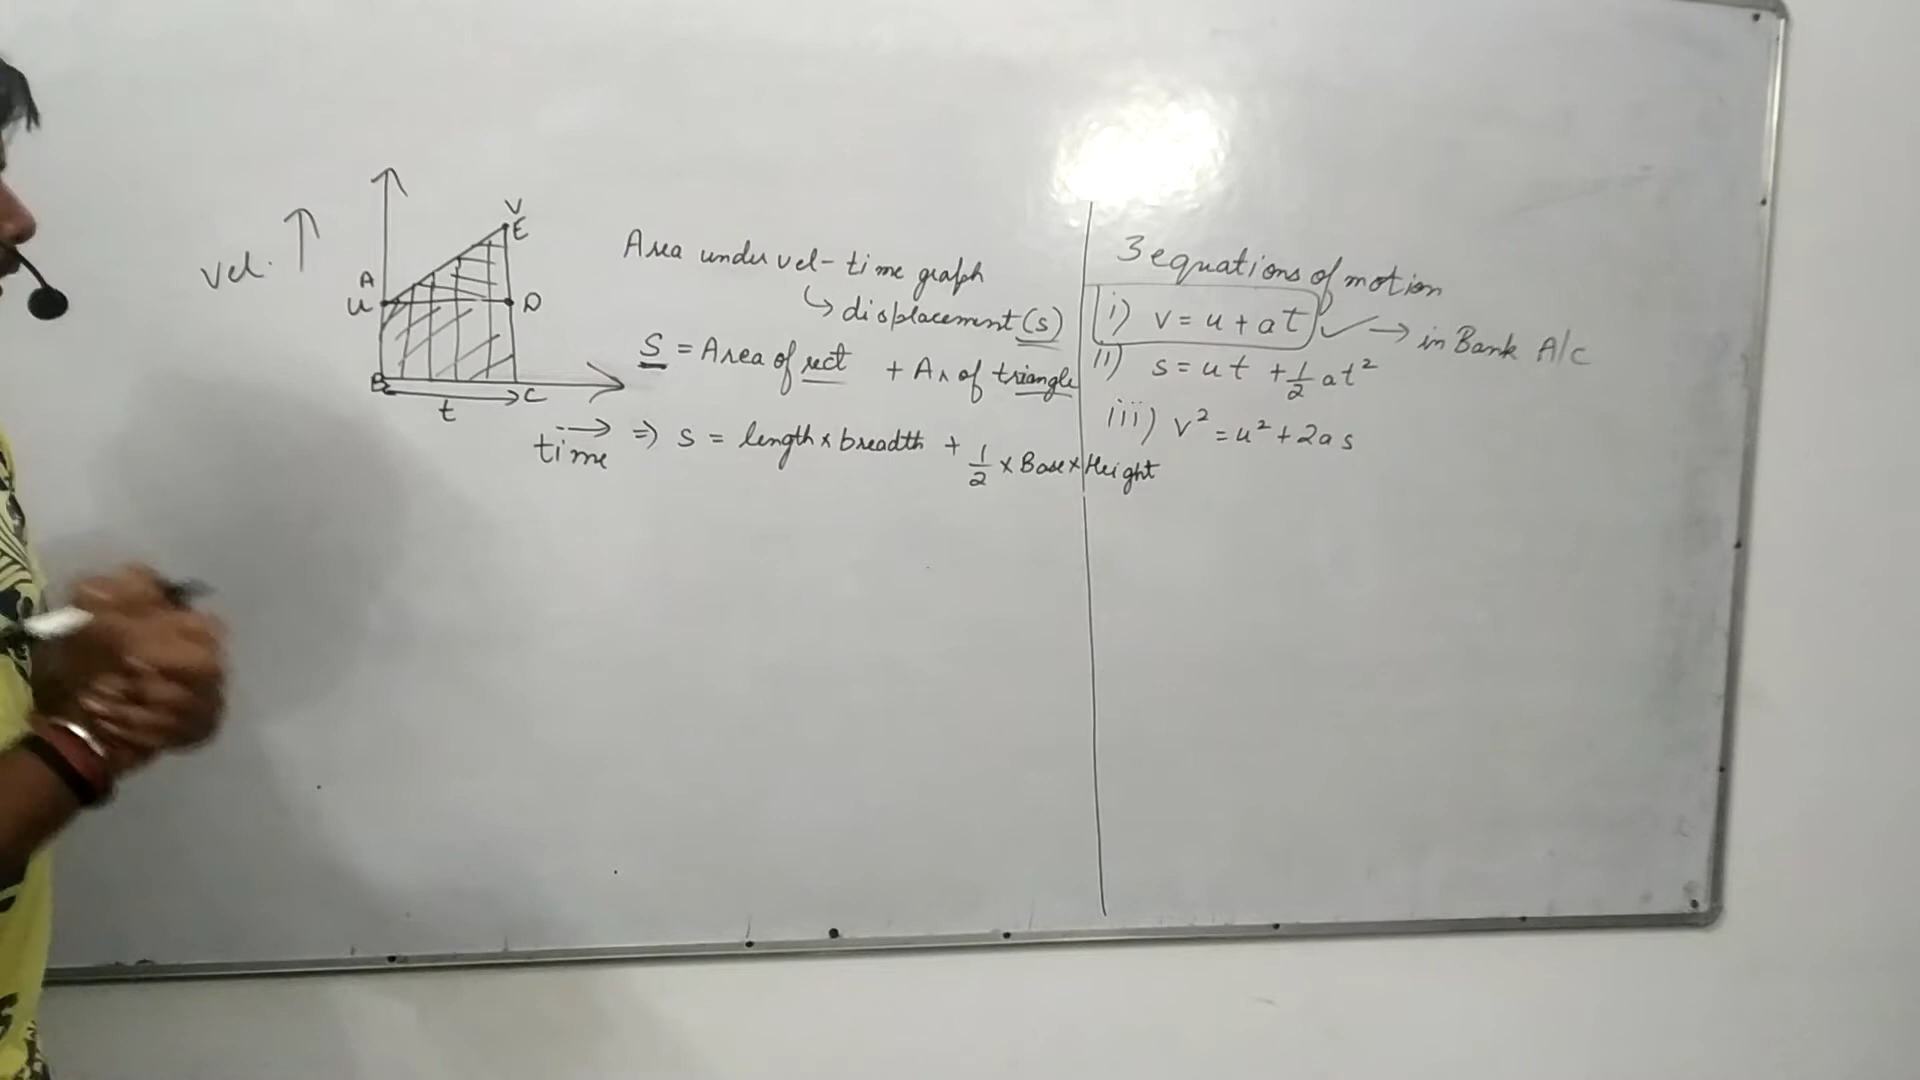 vel. ↑
V
E
A
u
D
B
C
t
time →
Area under vel-time graph
↳ displacement (s)
S = Area of rect + Ar of triangle
⇒ s = length × breadth + 1/2 × Base × Height
3 equations of motion
i) v = u + at ✓ → in Bank A/c
ii) s = ut + 1/2 at²
iii) v² = u² + 2as